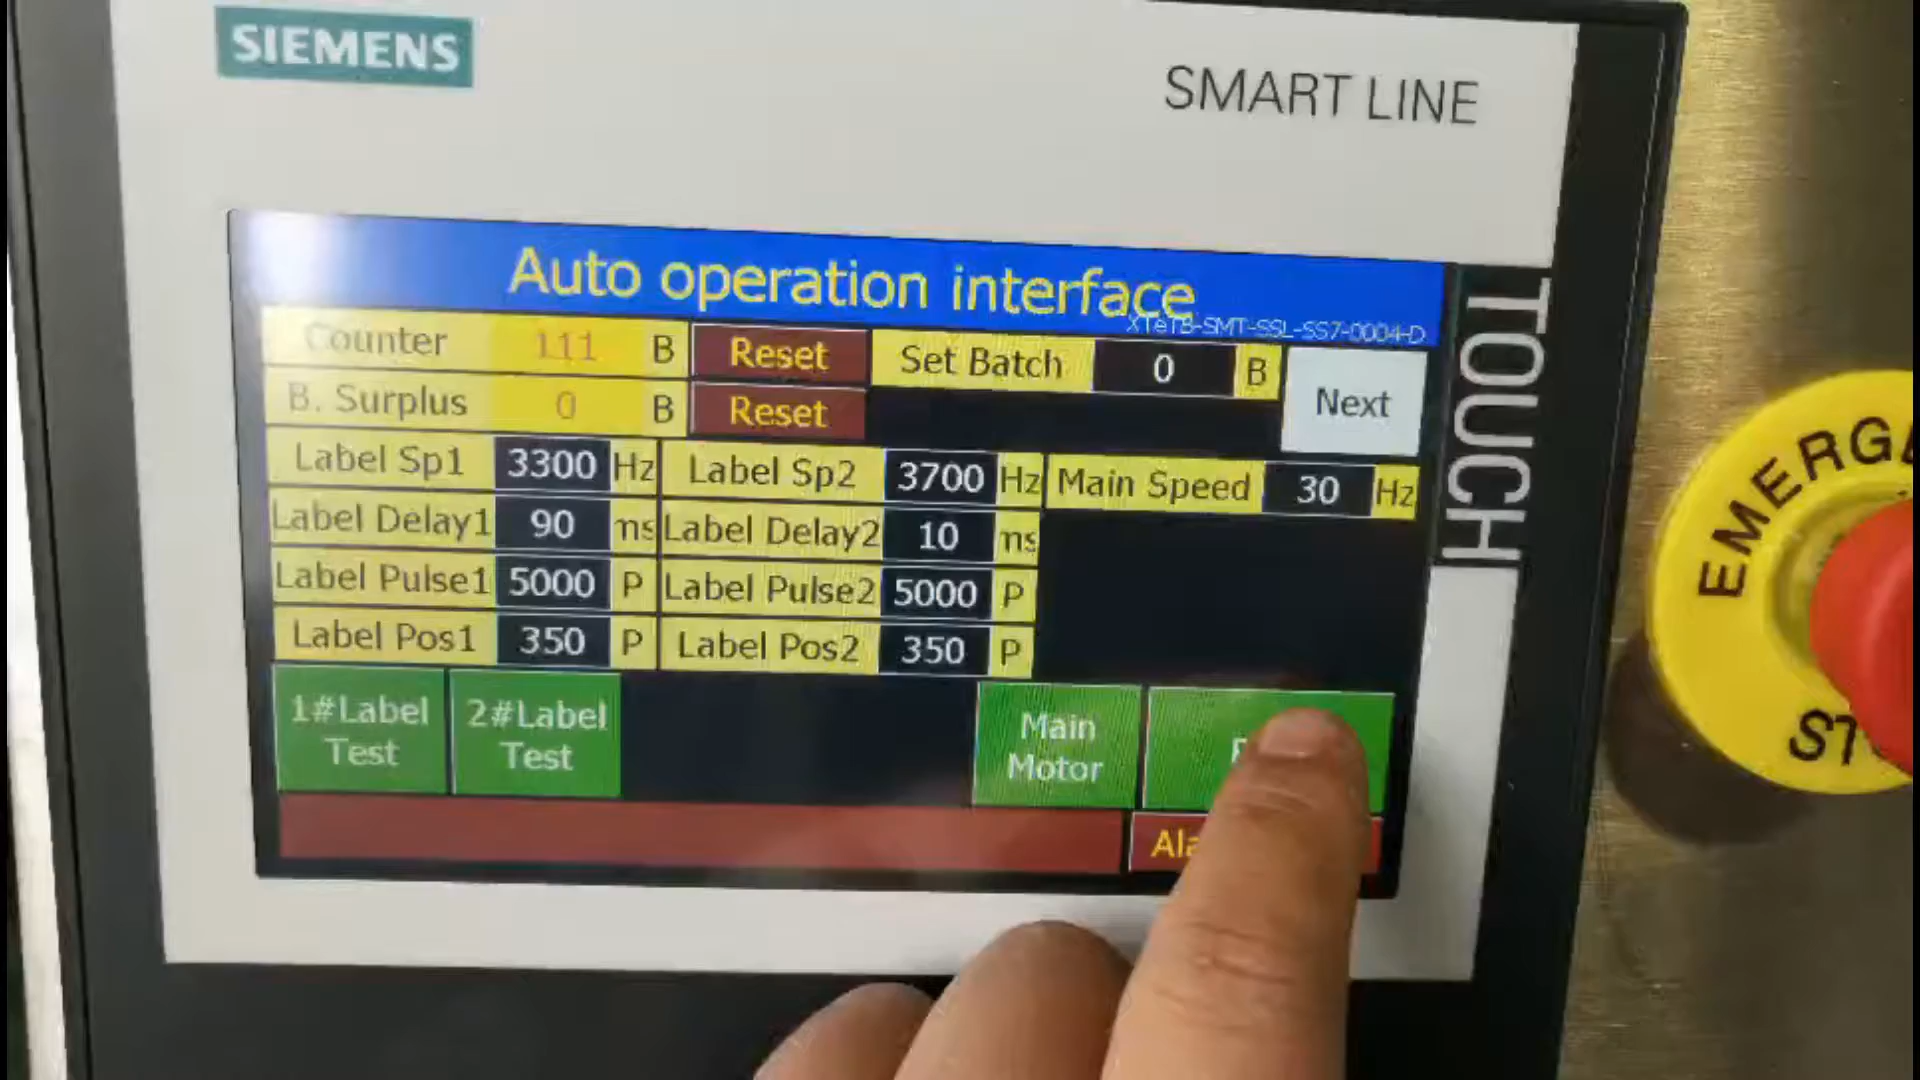 SIEMENS
SMART LINE
TOUCH
Auto operation interface
XTeTB-SMT-SSL-SS7-0004-D
Counter 111 B Reset Set Batch 0 B Next
B. Surplus 0 B Reset
Label Sp1 3300 Hz Label Sp2 3700 Hz Main Speed 30 Hz
Label Delay1 90 ms Label Delay2 10 ms
Label Pulse1 5000 P Label Pulse2 5000 P
Label Pos1 350 P Label Pos2 350 P
1#Label Test
2#Label Test
Main Motor